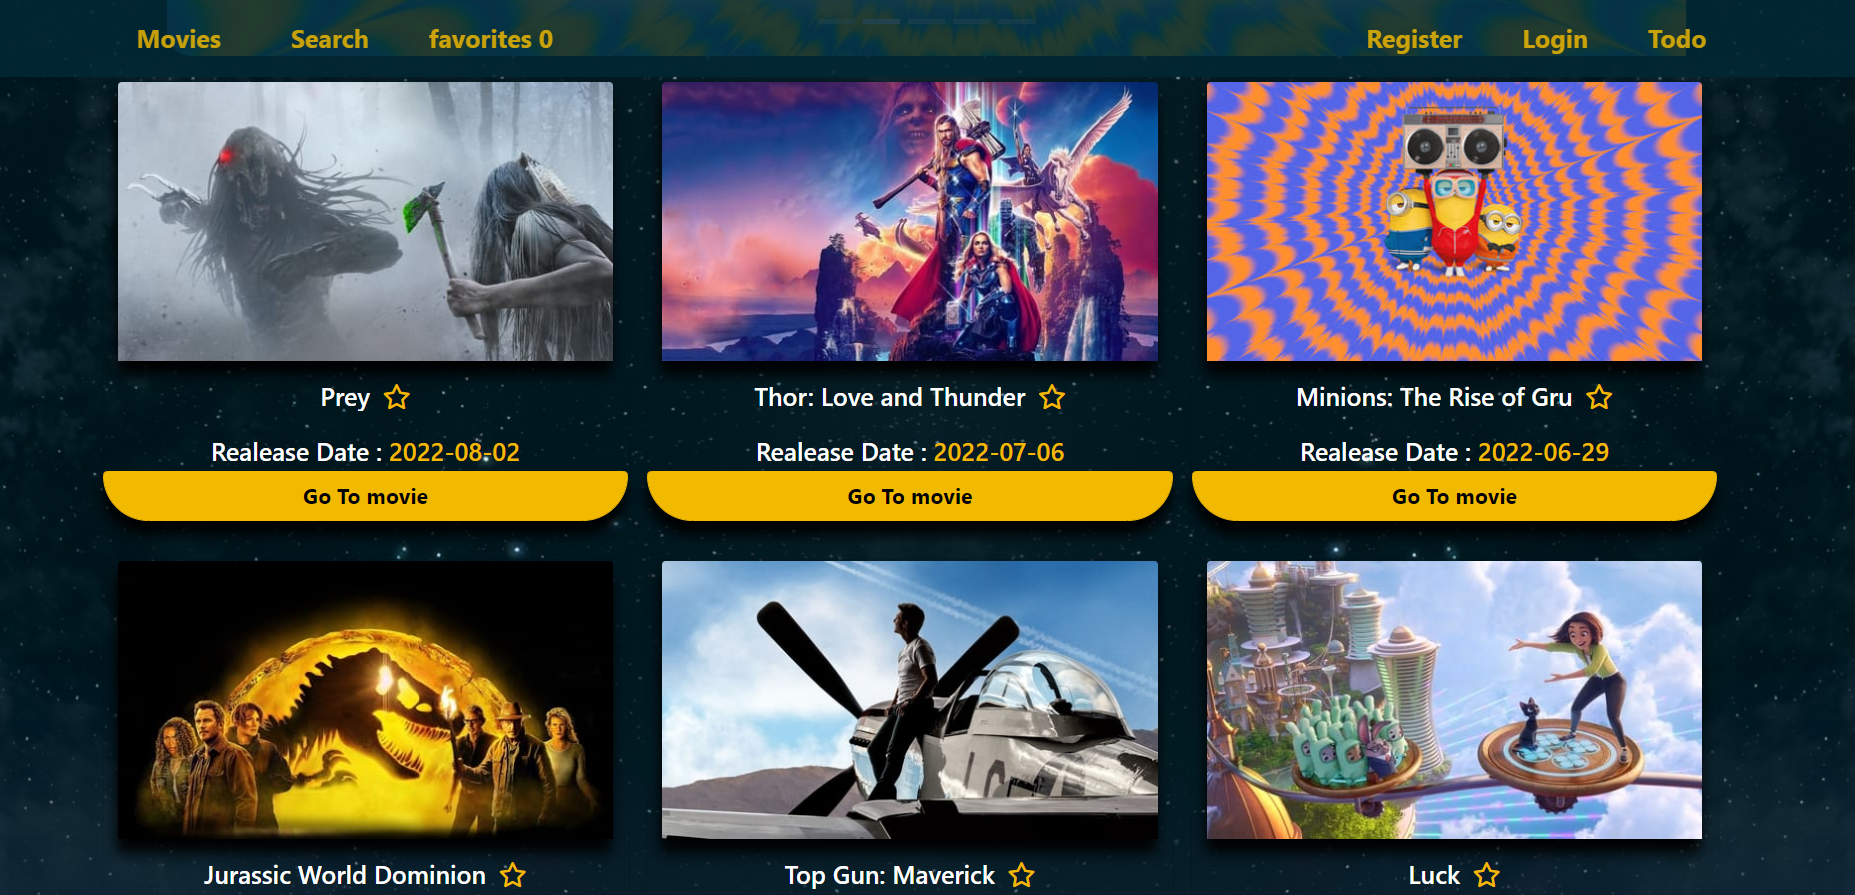 Movies Search favorites 0 Register Login Todo
Prey Thor: Love and Thunder Minions: The Rise of Gru
Realease Date : 2022-08-02 Realease Date : 2022-07-06 Realease Date : 2022-06-29
Go To movie Go To movie Go To movie
Jurassic World Dominion Top Gun: Maverick Luck